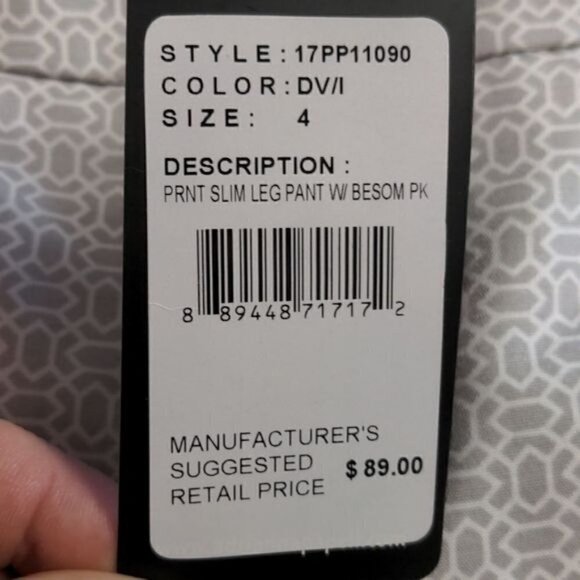 STYLE: 17PP11090
COLOR: DV/I
SIZE: 4
DESCRIPTION :
PRNT SLIM LEG PANT W/ BESOM PK
8 89448 71717 2
MANUFACTURER'S
SUGGESTED
RETAIL PRICE
$ 89.00